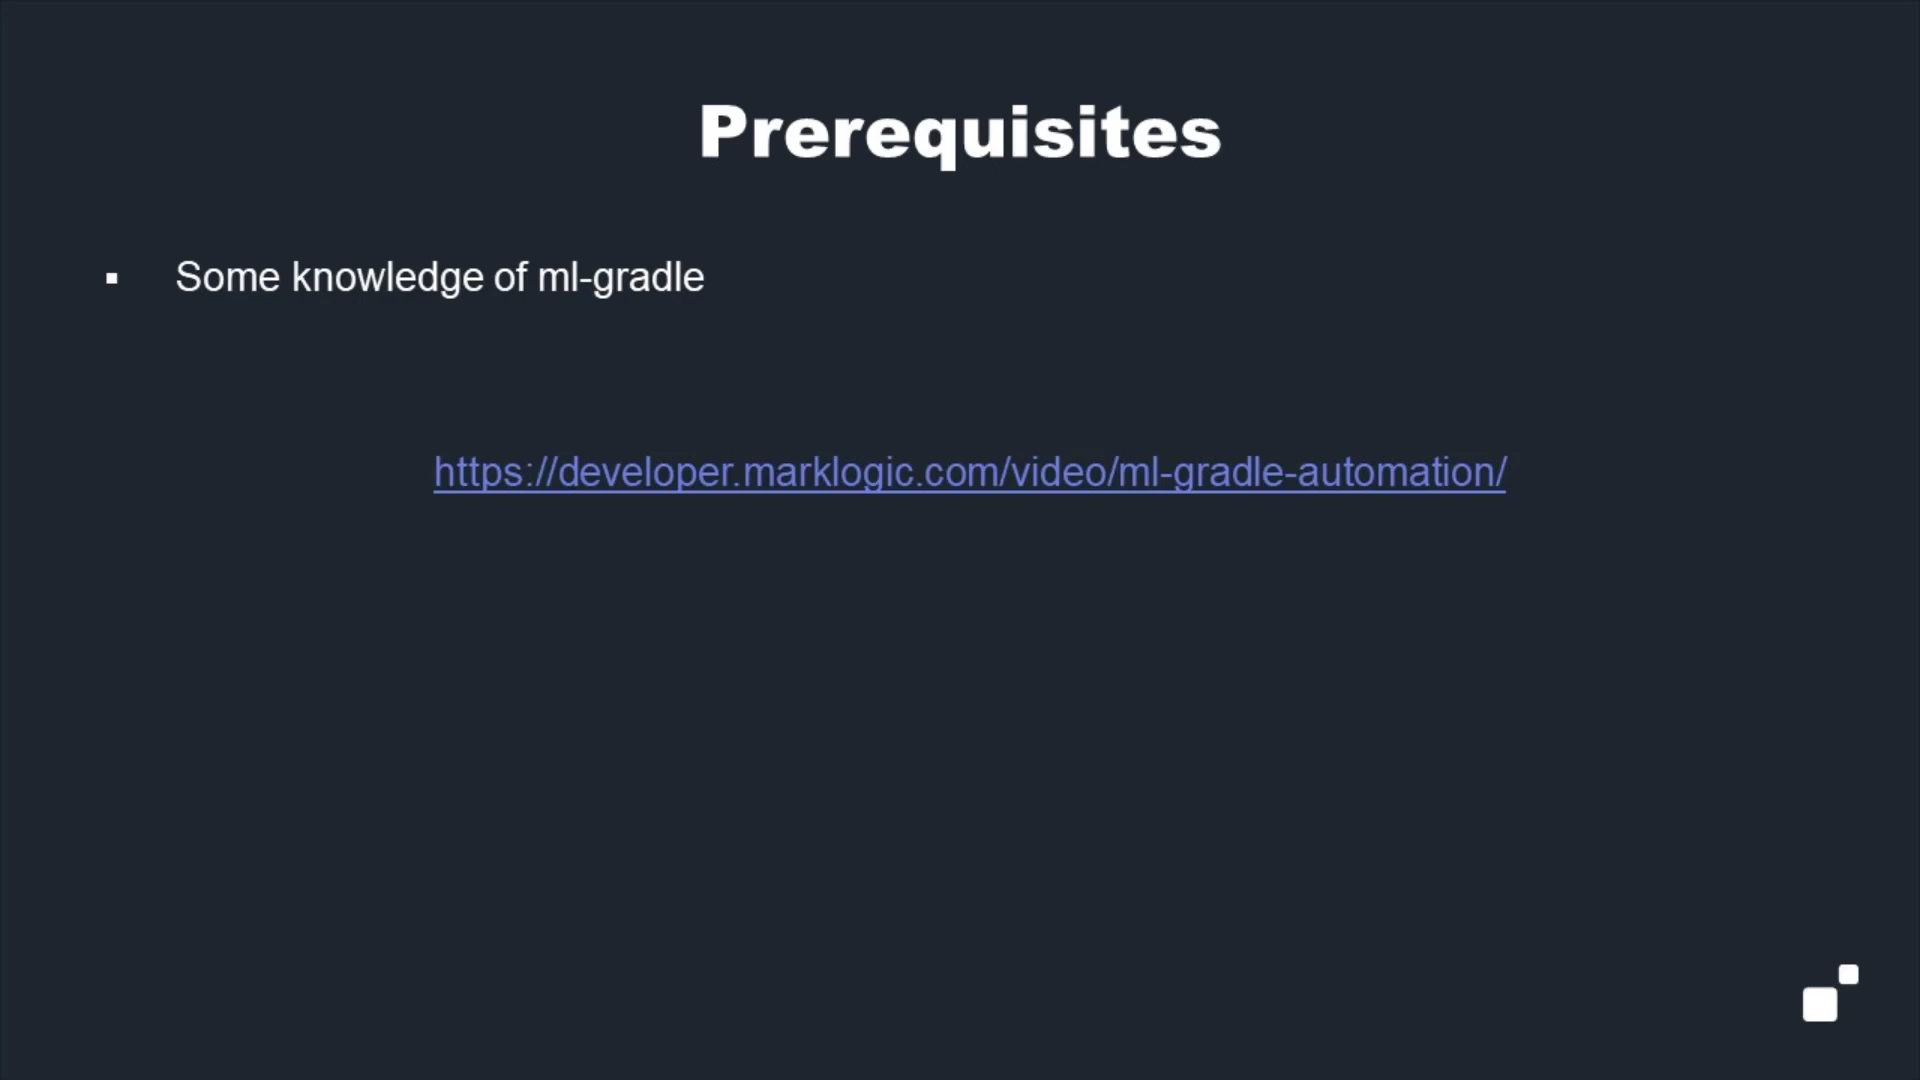 Prerequisites
▪ Some knowledge of ml-gradle
https://developer.marklogic.com/video/ml-gradle-automation/